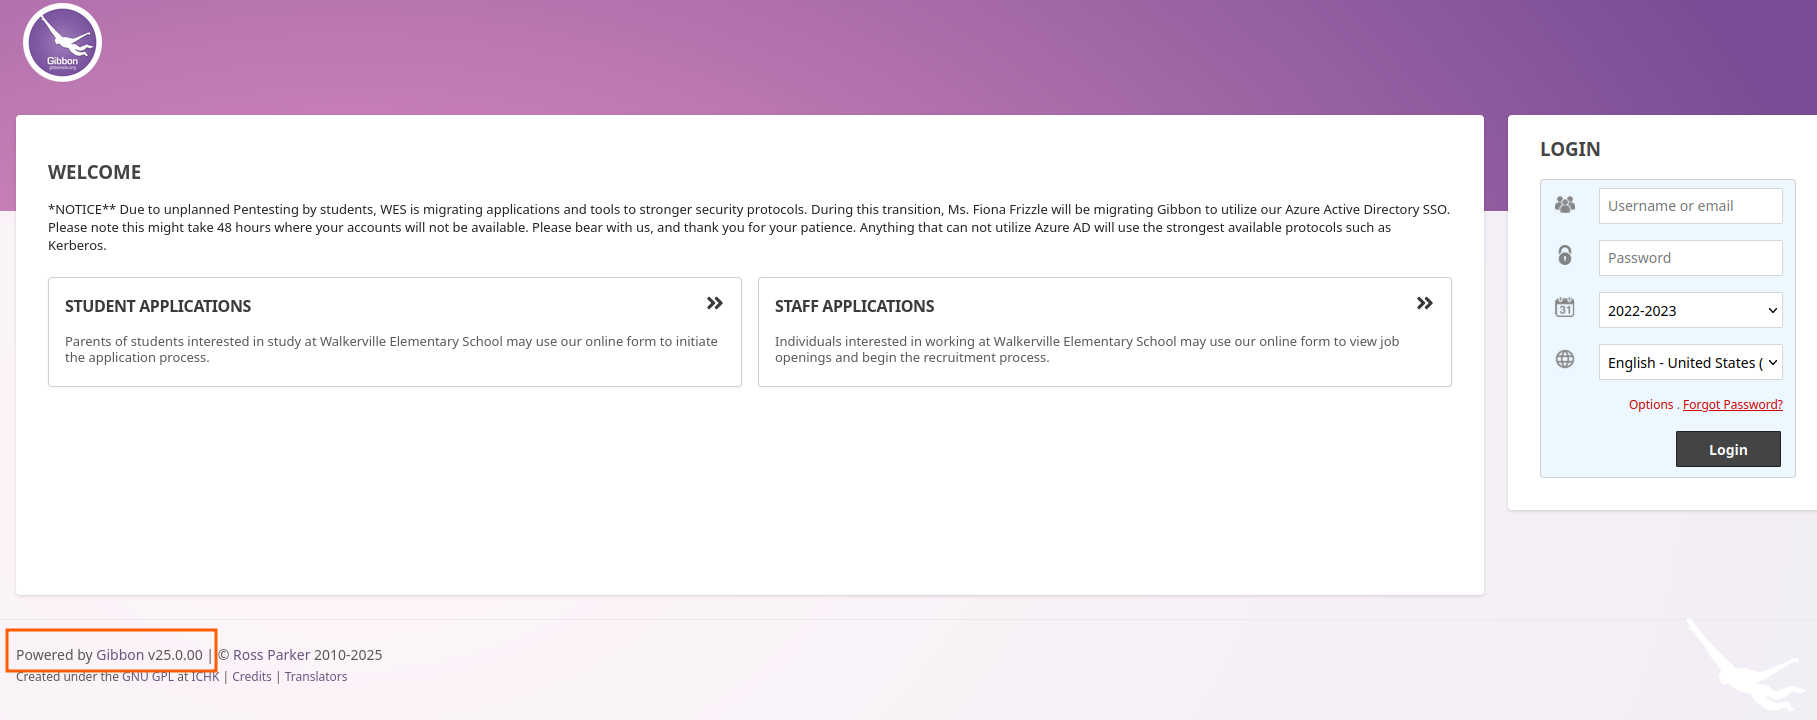 Gibbon
gibbonedu.org
WELCOME
*NOTICE** Due to unplanned Pentesting by students, WES is migrating applications and tools to stronger security protocols. During this transition, Ms. Fiona Frizzle will be migrating Gibbon to utilize our Azure Active Directory SSO.
Please note this might take 48 hours where your accounts will not be available. Please bear with us, and thank you for your patience. Anything that can not utilize Azure AD will use the strongest available protocols such as
Kerberos.
STUDENT APPLICATIONS
Parents of students interested in study at Walkerville Elementary School may use our online form to initiate
the application process.
STAFF APPLICATIONS
Individuals interested in working at Walkerville Elementary School may use our online form to view job
openings and begin the recruitment process.
LOGIN
Username or email
Password
31
2022-2023
English - United States (
Options . Forgot Password?
Login
Powered by Gibbon v25.0.00 | © Ross Parker 2010-2025
Created under the GNU GPL at ICHK | Credits | Translators